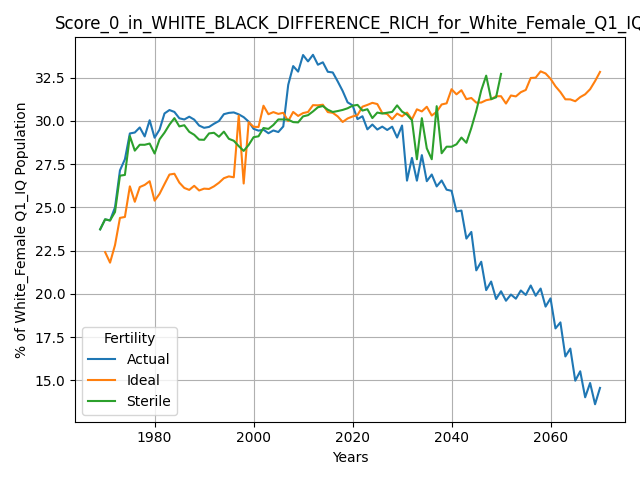 Score_0_in_WHITE_BLACK_DIFFERENCE_RICH_for_White_Female_Q1_IQ
% of White_Female Q1_IQ Population
32.5
30.0
27.5
25.0
22.5
20.0
17.5
15.0
Fertility
Actual
Ideal
Sterile
1980
2000
2020
2040
2060
Years